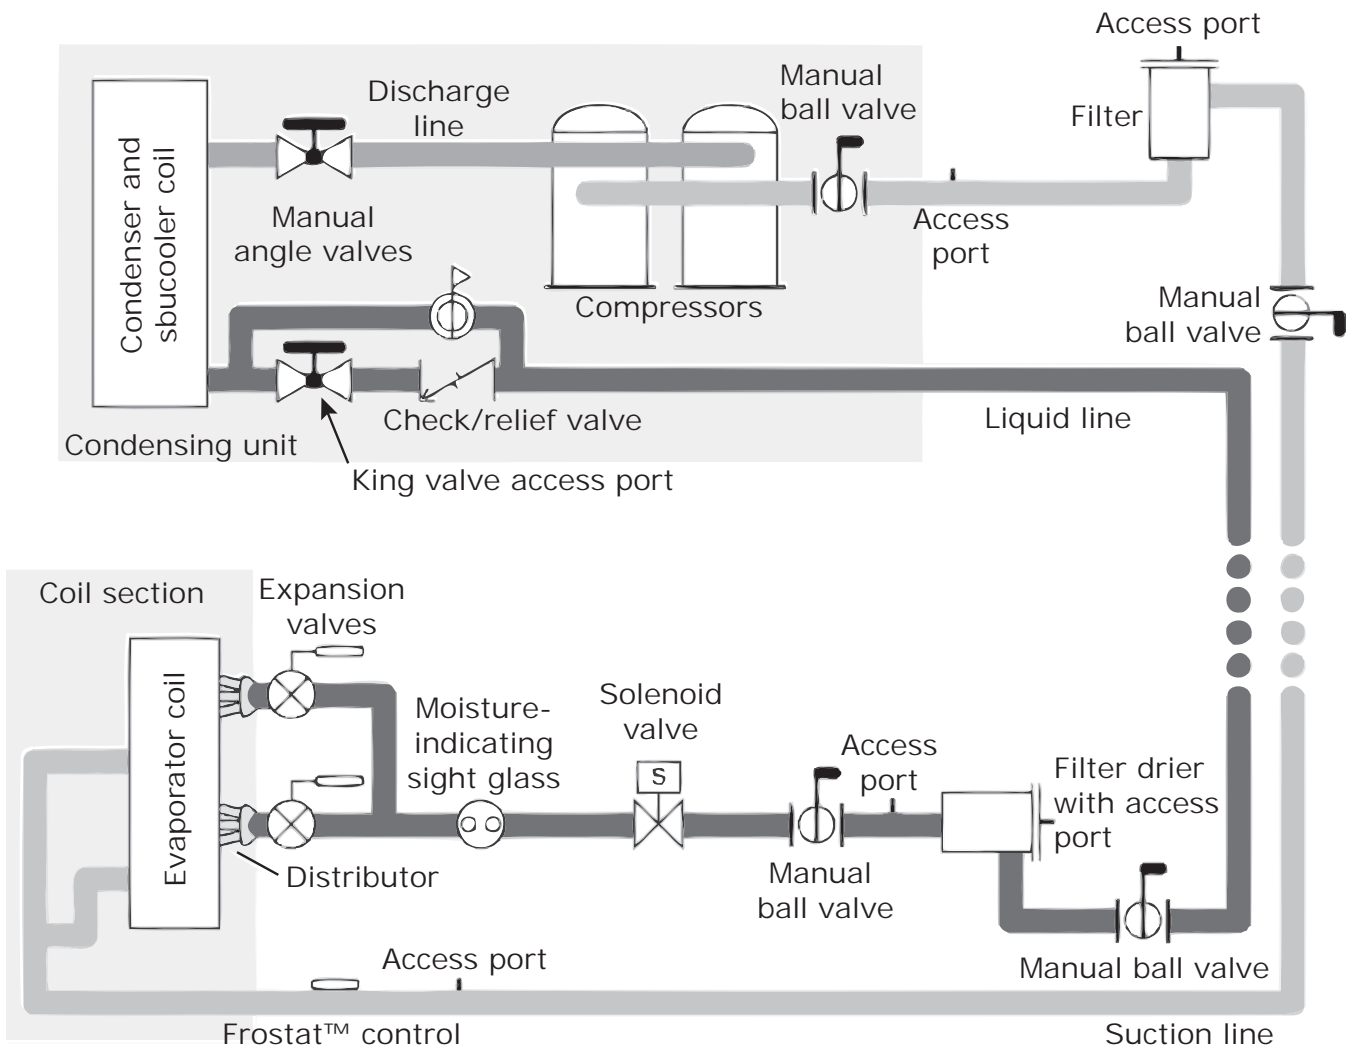 Access port
Manual
ball valve
Discharge
line
Filter
Condenser and
sbucooler coil
Manual
angle valves
Access
port
Compressors
Manual
ball valve
Check/relief valve
Liquid line
Condensing unit
King valve access port
Coil section
Expansion
valves
Solenoid
valve
Moisture-
indicating
sight glass
S
Access
port
Filter drier
with access
port
Evaporator coil
Distributor
Manual
ball valve
Access port
Manual ball valve
Frostat™ control
Suction line